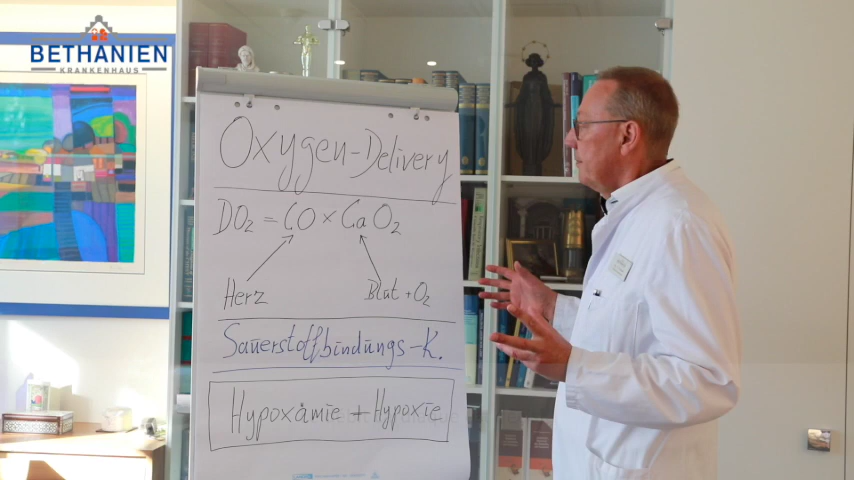 BETHANIEN
KRANKENHAUS
Oxygen-Delivery
DO₂ = CO × CaO₂
Herz
Blut + O₂
Sauerstoffbindungs-K.
Hypoxämie + Hypoxie